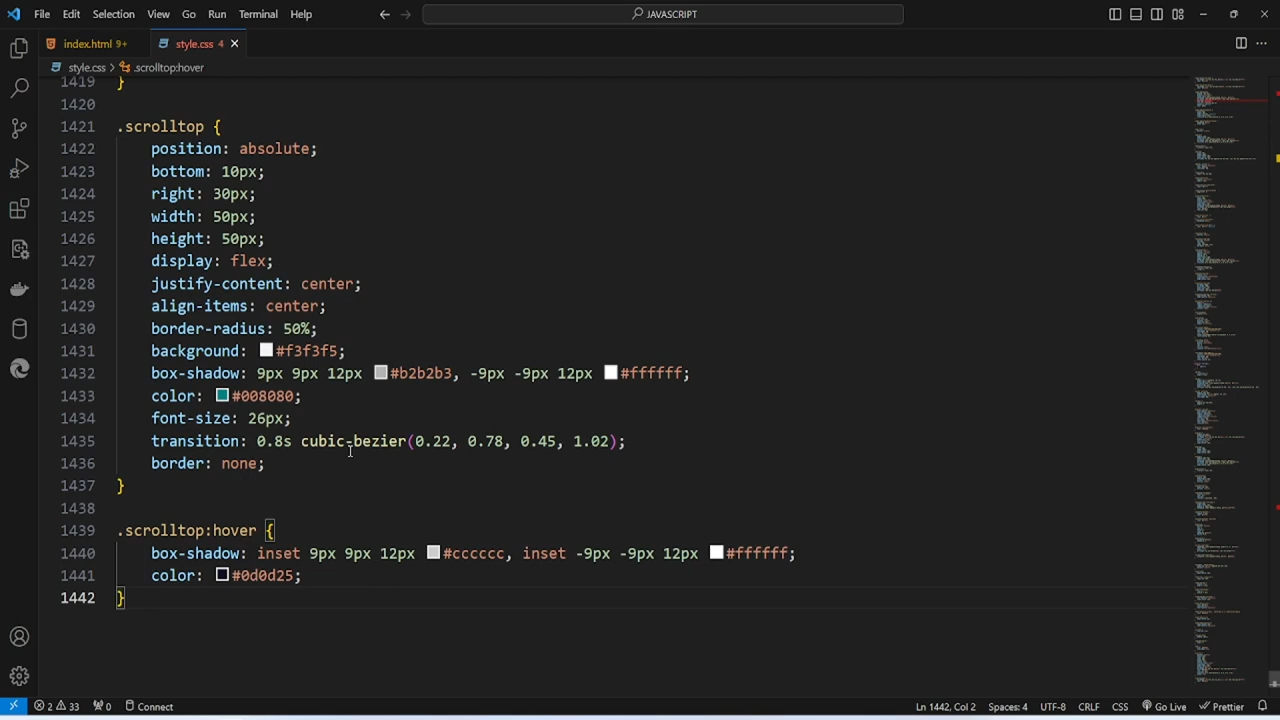 File Edit Selection View Go Run Terminal Help JAVASCRIPT
index.html 9+ style.css 4
style.css > .scrolltop:hover
1419 }
1420
1421 .scrolltop {
1422 position: absolute;
1423 bottom: 10px;
1424 right: 30px;
1425 width: 50px;
1426 height: 50px;
1427 display: flex;
1428 justify-content: center;
1429 align-items: center;
1430 border-radius: 50%;
1431 background: #f3f3f5;
1432 box-shadow: 9px 9px 12px #b2b2b3, -9px -9px 12px #ffffff;
1433 color: #008080;
1434 font-size: 26px;
1435 transition: 0.8s cubic-bezier(0.22, 0.78, 0.45, 1.02);
1436 border: none;
1437 }
1438
1439 .scrolltop:hover {
1440 box-shadow: inset 9px 9px 12px #cccccc, inset -9px -9px 11px #ffffff;
1441 color: #0d0d25;
1442 }
2 33 0 Connect Ln 1442, Col 2 Spaces: 4 UTF-8 CRLF CSS Go Live Prettier